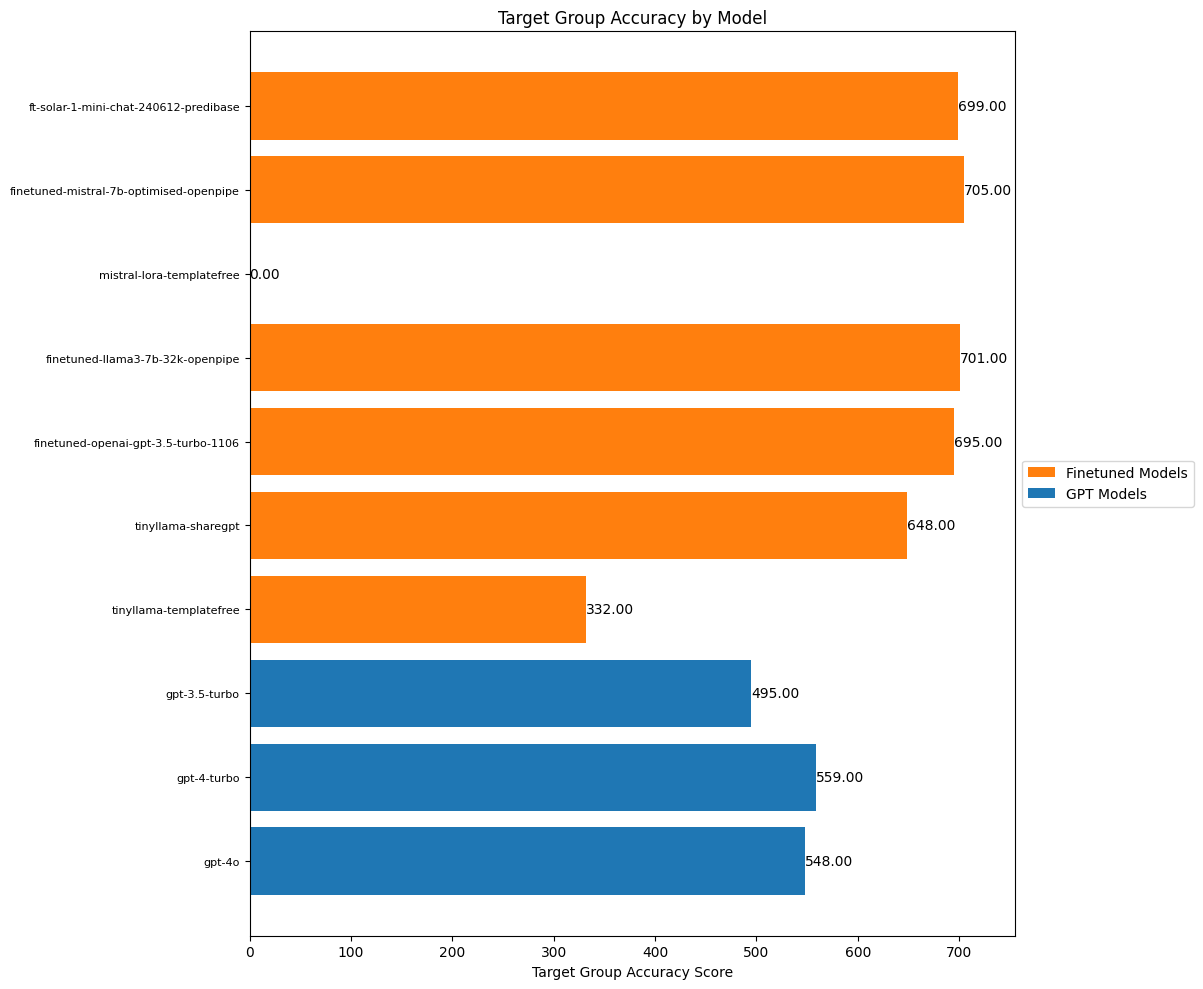 Target Group Accuracy by Model
ft-solar-1-mini-chat-240612-predibase
699.00
finetuned-mistral-7b-optimised-openpipe
705.00
mistral-lora-templatefree
0.00
finetuned-llama3-7b-32k-openpipe
701.00
finetuned-openai-gpt-3.5-turbo-1106
695.00
tinyllama-sharegpt
648.00
tinyllama-templatefree
332.00
gpt-3.5-turbo
495.00
gpt-4-turbo
559.00
gpt-4o
548.00
0 100 200 300 400 500 600 700
Target Group Accuracy Score
Finetuned Models
GPT Models